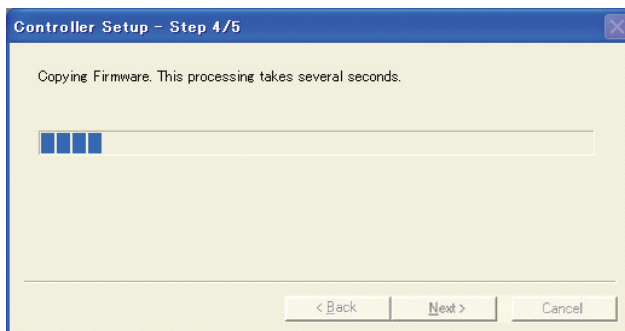 Controller Setup - Step 4/5
Copying Firmware. This processing takes several seconds.
< Back
Next >
Cancel